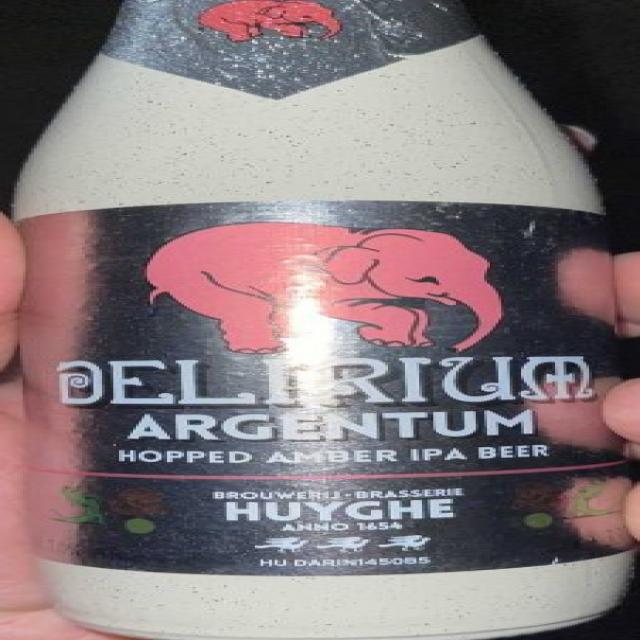 DELIRIUM
ARGENTUM
HOPPED AMBER IPA BEER
BROUWERIJ - BRASSERIE
HUYGHE
ANNO 1654